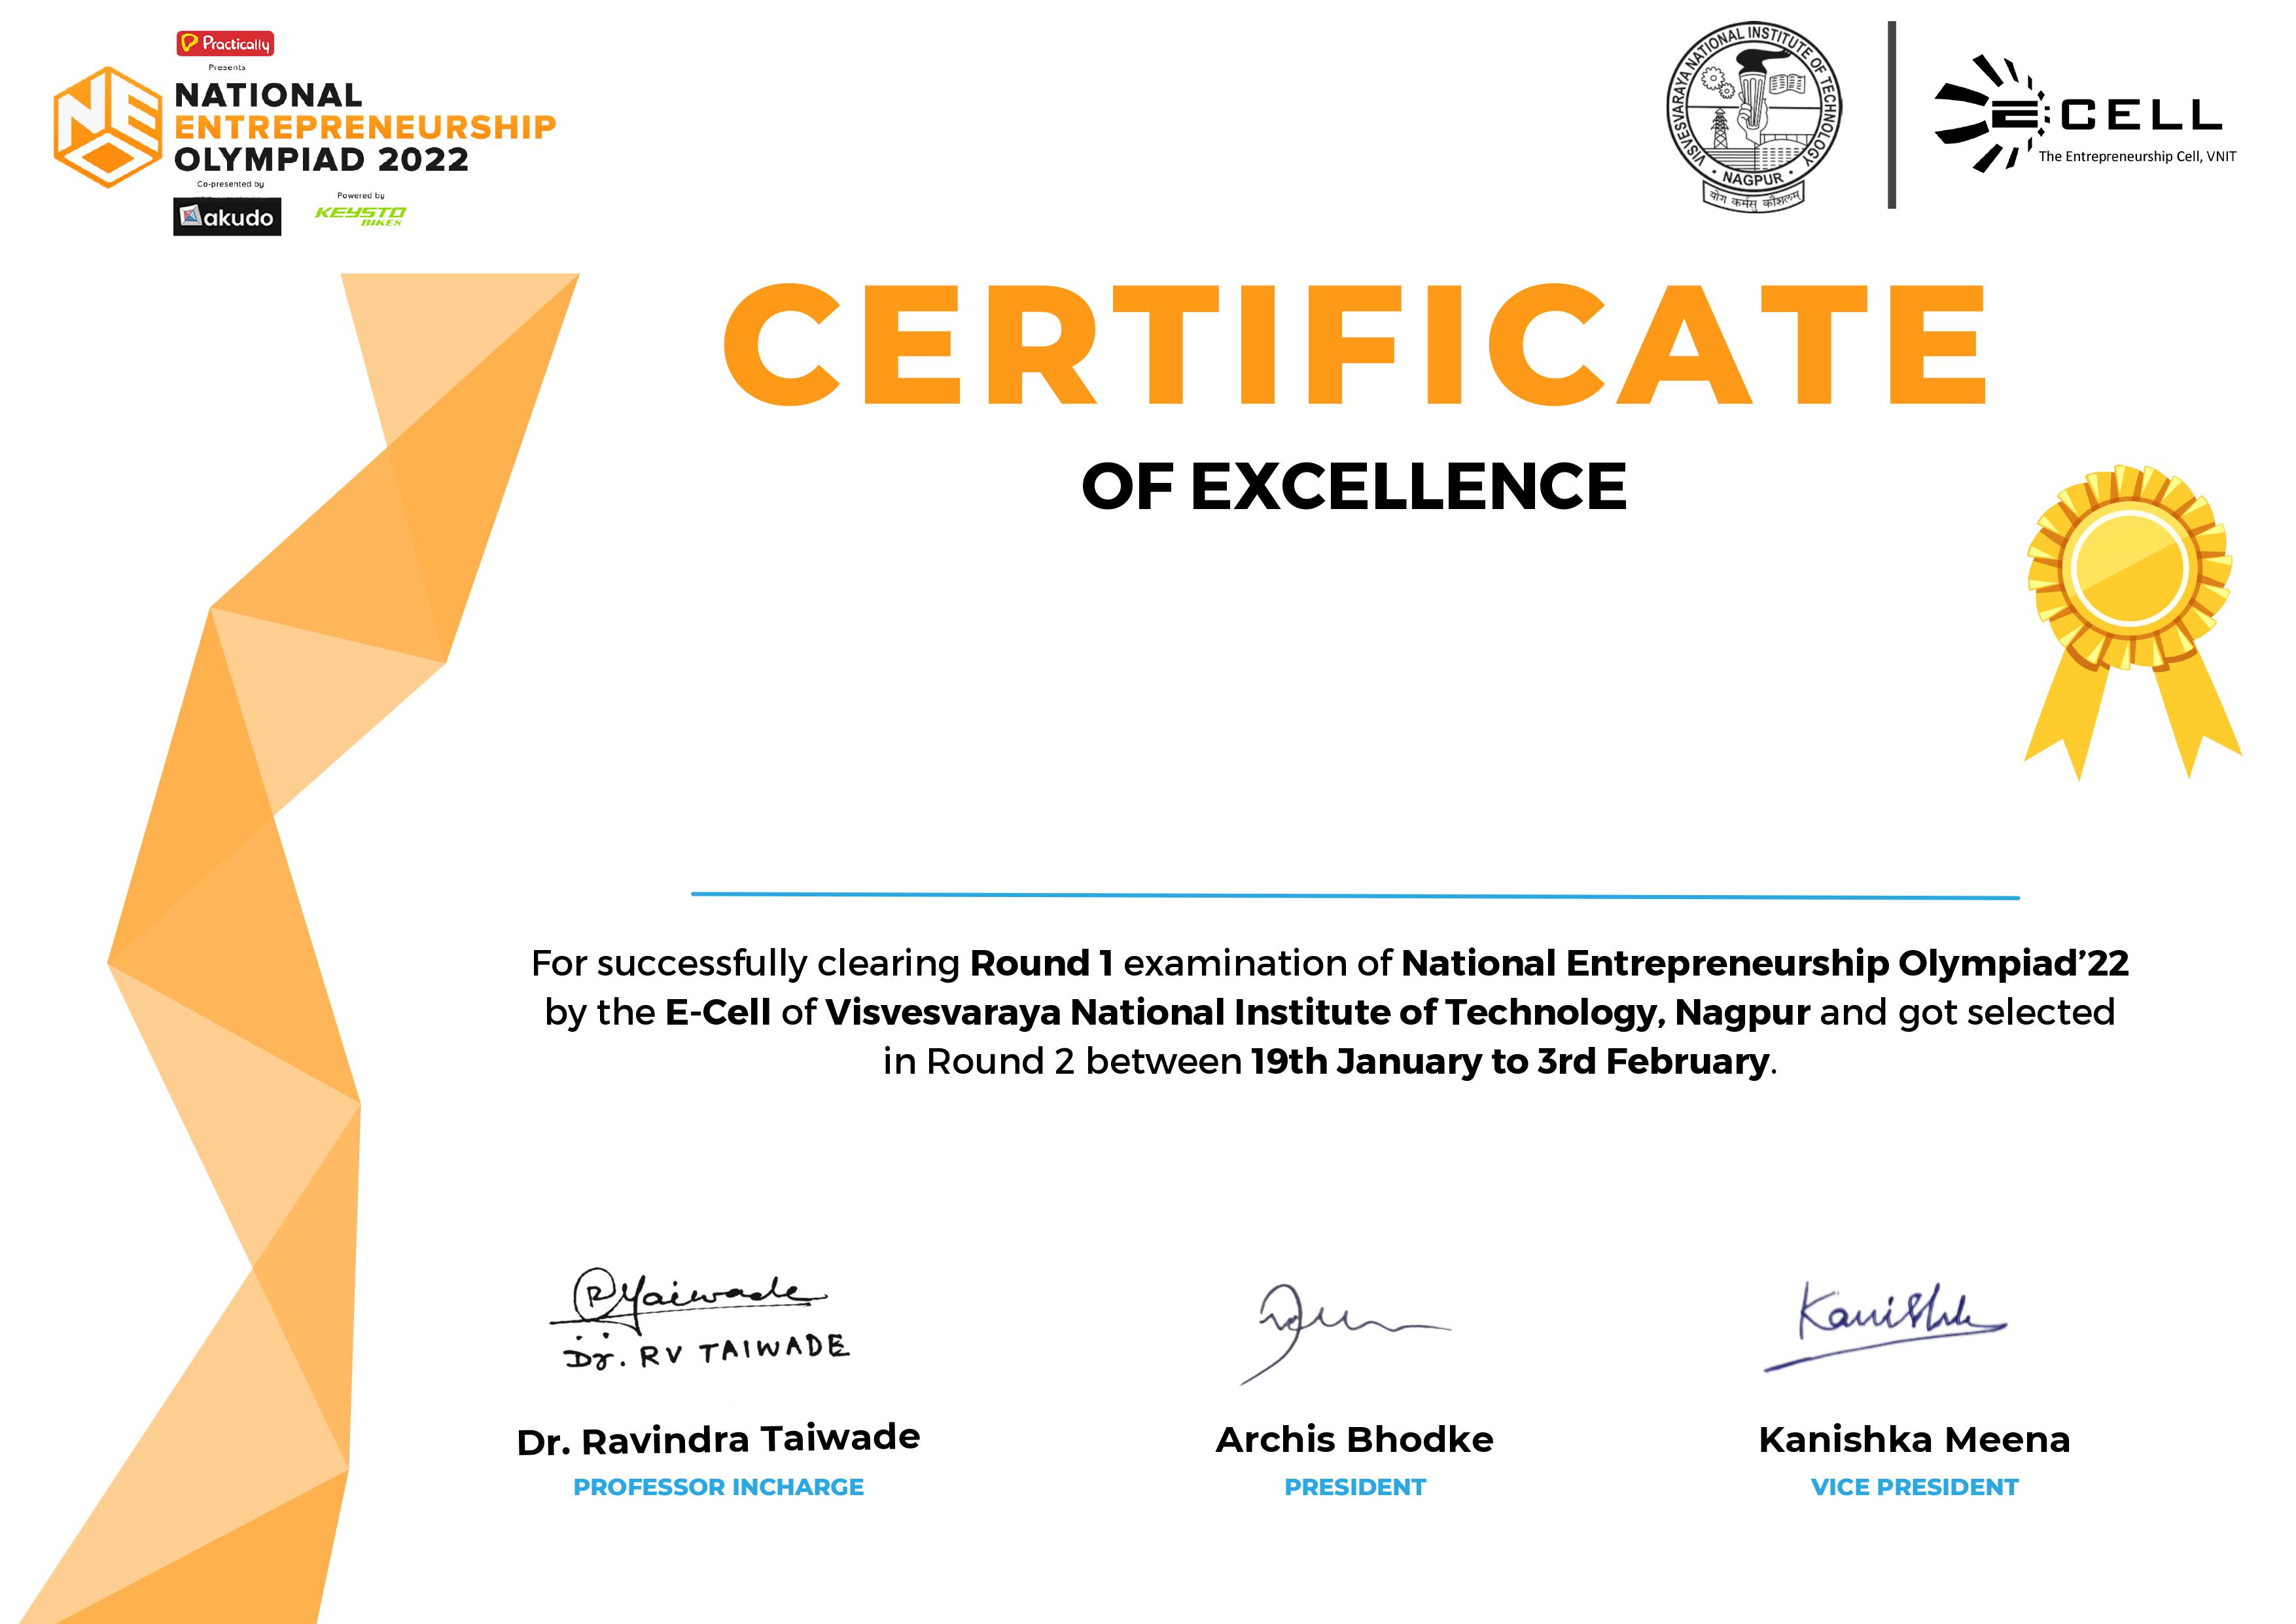 Practically
Presents
NEO
NATIONAL
ENTREPRENEURSHIP
OLYMPIAD 2022
Co-presented by
akudo
Powered by
KEYSTO
BIKES
VISVESVARAYA NATIONAL INSTITUTE OF TECHNOLOGY
NAGPUR
योग कर्मसु कौशलम्
E-CELL
The Entrepreneurship Cell, VNIT
CERTIFICATE
OF EXCELLENCE
For successfully clearing Round 1 examination of National Entrepreneurship Olympiad’22
by the E-Cell of Visvesvaraya National Institute of Technology, Nagpur and got selected
in Round 2 between 19th January to 3rd February.
RVTaiwade
Dr. RV TAIWADE
Kanishka
Dr. Ravindra Taiwade
PROFESSOR INCHARGE
Archis Bhodke
PRESIDENT
Kanishka Meena
VICE PRESIDENT